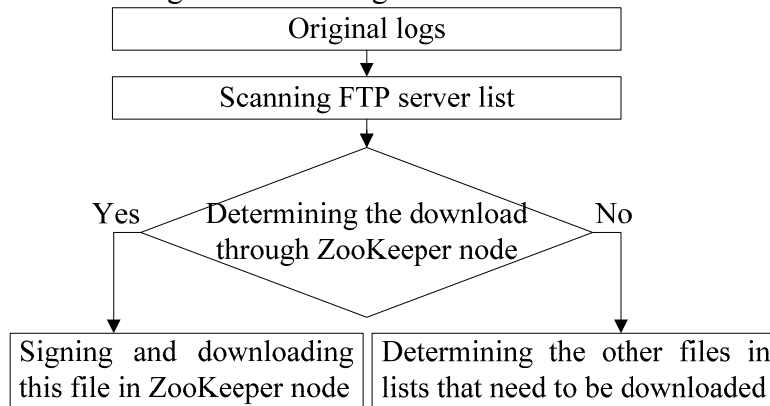 Original logs
Scanning FTP server list
Yes
Determining the download
No
through ZooKeeper node
Signing and downloading
this file in ZooKeeper node
Determining the other files in
lists that need to be downloaded